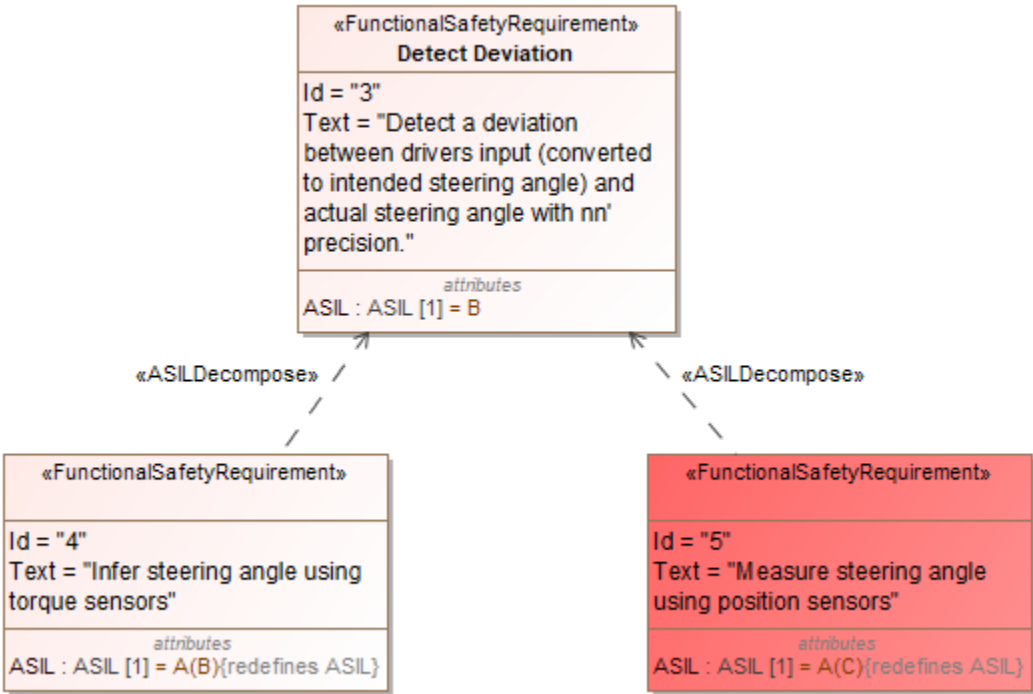 «FunctionalSafetyRequirement»
Detect Deviation
Id = "3"
Text = "Detect a deviation
between drivers input (converted
to intended steering angle) and
actual steering angle with nn'
precision."
attributes
ASIL : ASIL [1] = B
«ASILDecompose»
«ASILDecompose»
«FunctionalSafetyRequirement»
Id = "4"
Text = "Infer steering angle using
torque sensors"
attributes
ASIL : ASIL [1] = A(B){redefines ASIL}
«FunctionalSafetyRequirement»
Id = "5"
Text = "Measure steering angle
using position sensors"
attributes
ASIL : ASIL [1] = A(C){redefines ASIL}